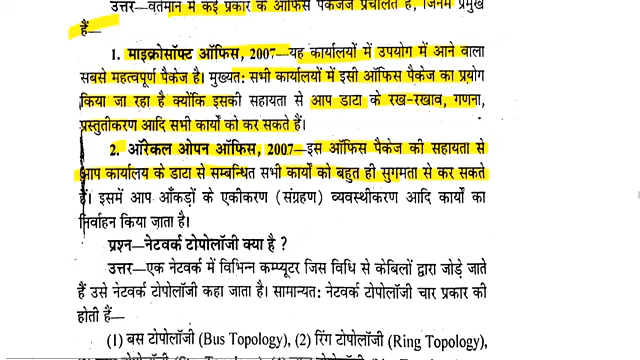 उत्तर—वर्तमान में कई प्रकार के ऑफिस पैकेज प्रचलित हैं, जिनमें प्रमुख
हैं—
1. माइक्रोसॉफ्ट ऑफिस, 2007—यह कार्यालयों में उपयोग में आने वाला
सबसे महत्वपूर्ण पैकेज है। मुख्यत: सभी कार्यालयों में इसी ऑफिस पैकेज का प्रयोग
किया जा रहा है क्योंकि इसकी सहायता से आप डाटा के रख-रखाव, गणना,
प्रस्तुतीकरण आदि सभी कार्यों को कर सकते हैं।
2. ऑरेकल ओपन ऑफिस, 2007—इस ऑफिस पैकेज की सहायता से
आप कार्यालय के डाटा से सम्बन्धित सभी कार्यों को बहुत ही सुगमता से कर सकते
हैं। इसमें आप आँकड़ों के एकीकरण (संग्रहण) व्यवस्थीकरण आदि कार्यों का
निर्वाहन किया जाता है।
प्रश्न—नेटवर्क टोपोलॉजी क्या है ?
उत्तर—एक नेटवर्क में विभिन्न कम्प्यूटर जिस विधि से केबिलों द्वारा जोड़े जाते
हैं उसे नेटवर्क टोपोलॉजी कहा जाता है। सामान्यत: नेटवर्क टोपोलॉजी चार प्रकार की
होती हैं—
(1) बस टोपोलॉजी (Bus Topology), (2) रिंग टोपोलॉजी (Ring Topology),